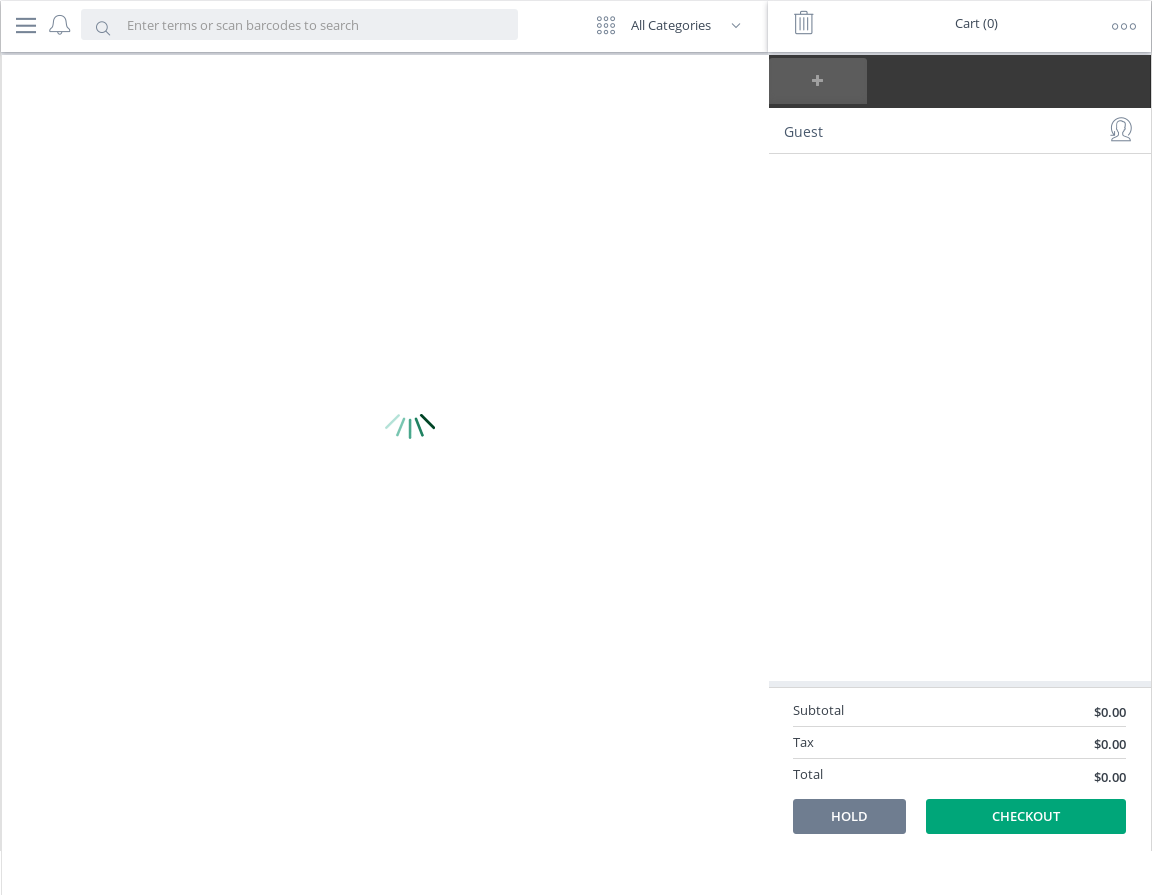 Enter terms or scan barcodes to search
All Categories
Cart (0)
Guest
Subtotal $0.00
Tax $0.00
Total $0.00
HOLD CHECKOUT